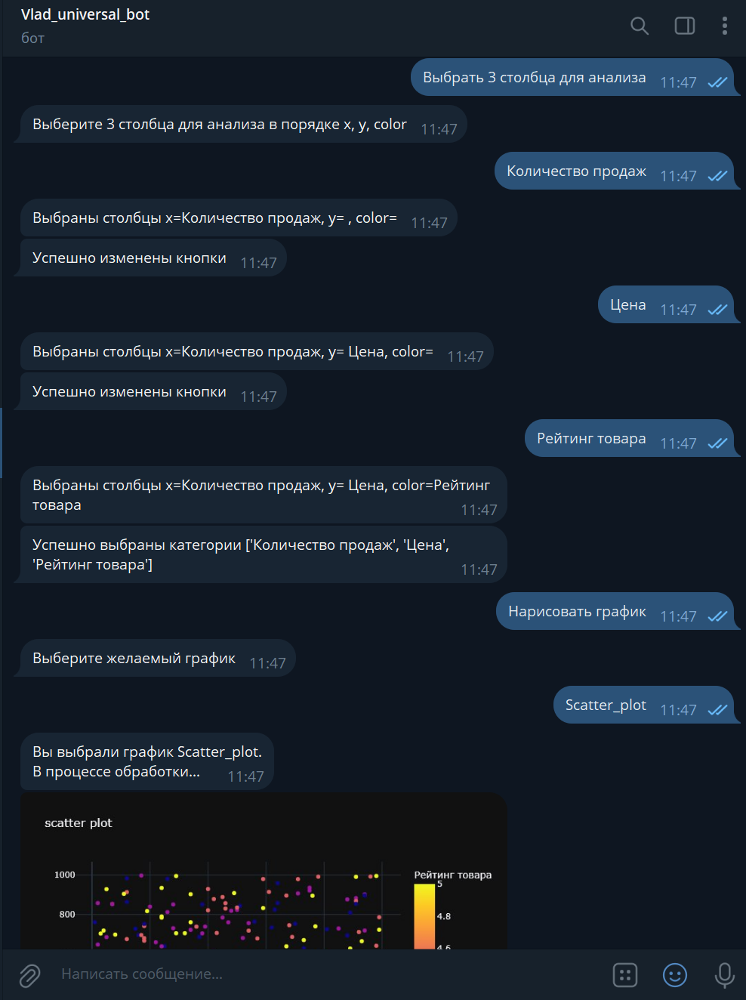 Vlad_universal_bot
бот
Выбрать 3 столбца для анализа 11:47
Выберите 3 столбца для анализа в порядке x, y, color 11:47
Количество продаж 11:47
Выбраны столбцы x=Количество продаж, y= , color= 11:47
Успешно изменены кнопки 11:47
Цена 11:47
Выбраны столбцы x=Количество продаж, y= Цена, color= 11:47
Успешно изменены кнопки 11:47
Рейтинг товара 11:47
Выбраны столбцы x=Количество продаж, y= Цена, color=Рейтинг
товара 11:47
Успешно выбраны категории ['Количество продаж', 'Цена',
'Рейтинг товара'] 11:47
Нарисовать график 11:47
Выберите желаемый график 11:47
Scatter_plot 11:47
Вы выбрали график Scatter_plot.
В процессе обработки... 11:47
scatter plot
1000
800
Рейтинг товара
5
4.8
4.6
Написать сообщение...